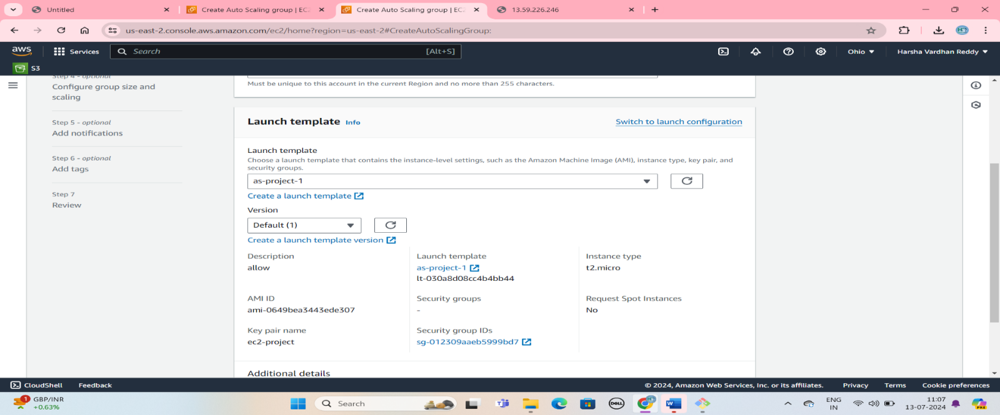 Untitled
Create Auto Scaling group | EC2
Create Auto Scaling group | EC2
13.59.226.246
us-east-2.console.aws.amazon.com/ec2/home?region=us-east-2#CreateAutoScalingGroup:
aws
Services
Search
[Alt+S]
Ohio
Harsha Vardhan Reddy
S3
Step 4 - optional
Configure group size and
scaling
Step 5 - optional
Add notifications
Step 6 - optional
Add tags
Step 7
Review
Must be unique to this account in the current Region and no more than 255 characters.
Launch template Info
Switch to launch configuration
Launch template
Choose a launch template that contains the instance-level settings, such as the Amazon Machine Image (AMI), instance type, key pair, and
security groups.
as-project-1
Create a launch template
Version
Default (1)
Create a launch template version
Description
allow
Launch template
as-project-1
lt-030a8d08cc4b4bb44
Instance type
t2.micro
AMI ID
ami-0649bea3443ede307
Security groups
-
Request Spot Instances
No
Key pair name
ec2-project
Security group IDs
sg-012309aaeb5999bd7
Additional details
CloudShell
Feedback
© 2024, Amazon Web Services, Inc. or its affiliates.
Privacy
Terms
Cookie preferences
1
GBP/INR
+0.63%
Search
DELL
ENG
IN
11:07
13-07-2024
PRE